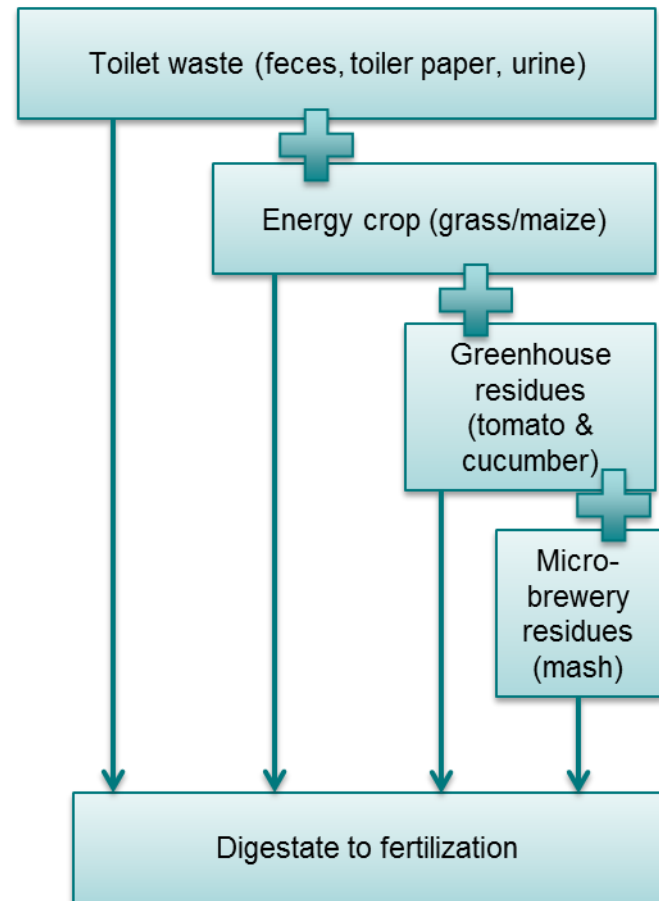 Toilet waste (feces, toiler paper, urine)
Energy crop (grass/maize)
Greenhouse
residues
(tomato &
cucumber)
Micro-
brewery
residues
(mash)
Digestate to fertilization